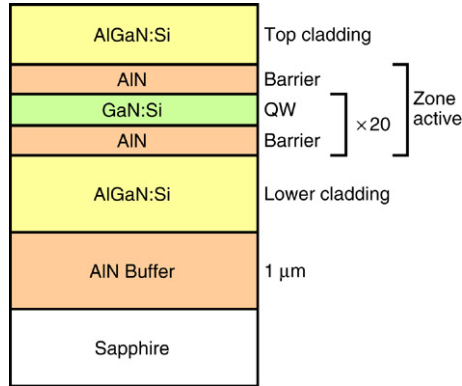 AlGaN:Si Top cladding
AlN Barrier
GaN:Si QW
AlN Barrier
×20
Zone
active
AlGaN:Si Lower cladding
AlN Buffer 1 μm
Sapphire